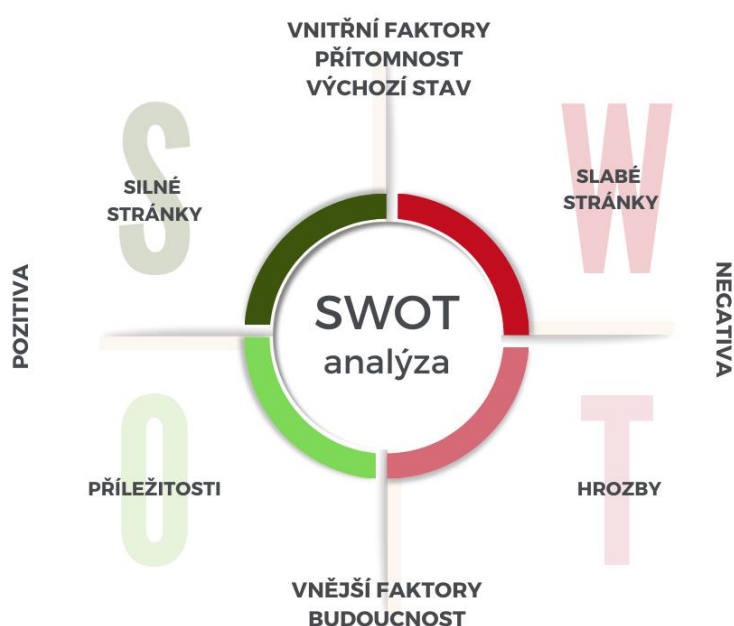 VNITŘNÍ FAKTORY
PŘÍTOMNOST
VÝCHOZÍ STAV
S
SILNÉ
STRÁNKY
W
SLABÉ
STRÁNKY
POZITIVA
SWOT
analýza
NEGATIVA
O
PŘÍLEŽITOSTI
T
HROZBY
VNĚJŠÍ FAKTORY
BUDOUCNOST